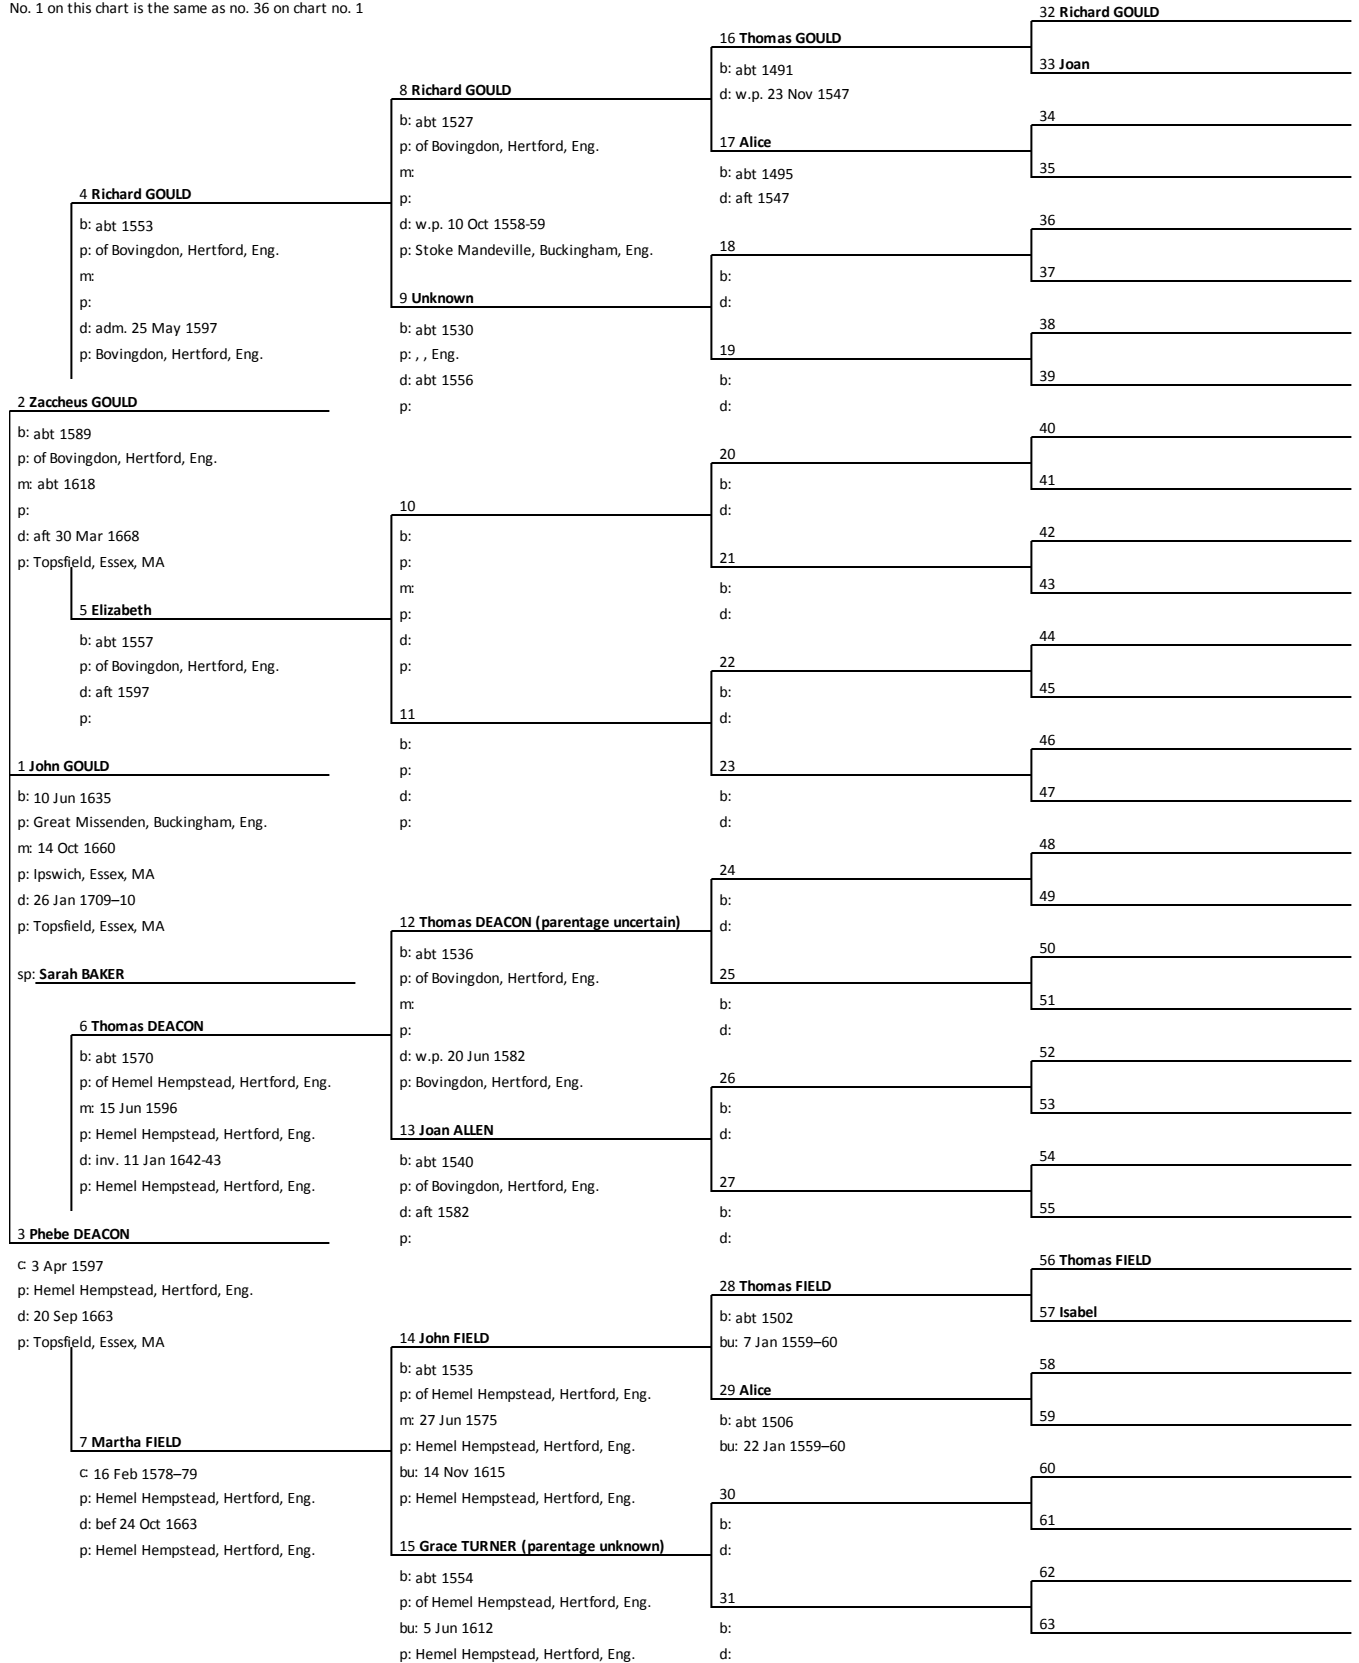 No. 1 on this chart is the same as no. 36 on chart no. 1
2 Zaccheus GOULD
b: abt 1589
p: of Bovingdon, Hertford, Eng.
m: abt 1618
p:
d: aft 30 Mar 1668
p: Topsfield, Essex, MA
1 John GOULD
b: 10 Jun 1635
p: Great Missenden, Buckingham, Eng.
m: 14 Oct 1660
p: Ipswich, Essex, MA
d: 26 Jan 1709–10
p: Topsfield, Essex, MA
sp: Sarah BAKER
3 Phebe DEACON
c: 3 Apr 1597
p: Hemel Hempstead, Hertford, Eng.
d: 20 Sep 1663
p: Topsfield, Essex, MA
4 Richard GOULD
b: abt 1553
p: of Bovingdon, Hertford, Eng.
m:
p:
d: adm. 25 May 1597
p: Bovingdon, Hertford, Eng.
5 Elizabeth
b: abt 1557
p: of Bovingdon, Hertford, Eng.
d: aft 1597
p:
6 Thomas DEACON
b: abt 1570
p: of Hemel Hempstead, Hertford, Eng.
m: 15 Jun 1596
p: Hemel Hempstead, Hertford, Eng.
d: inv. 11 Jan 1642-43
p: Hemel Hempstead, Hertford, Eng.
7 Martha FIELD
c: 16 Feb 1578–79
p: Hemel Hempstead, Hertford, Eng.
d: bef 24 Oct 1663
p: Hemel Hempstead, Hertford, Eng.
8 Richard GOULD
b: abt 1527
p: of Bovingdon, Hertford, Eng.
m:
p:
d: w.p. 10 Oct 1558-59
p: Stoke Mandeville, Buckingham, Eng.
9 Unknown
b: abt 1530
p: , , Eng.
d: abt 1556
p:
10
b:
p:
m:
p:
d:
p:
11
b:
p:
d:
p:
12 Thomas DEACON (parentage uncertain)
b: abt 1536
p: of Bovingdon, Hertford, Eng.
m:
p:
d: w.p. 20 Jun 1582
p: Bovingdon, Hertford, Eng.
13 Joan ALLEN
b: abt 1540
p: of Bovingdon, Hertford, Eng.
d: aft 1582
p:
14 John FIELD
b: abt 1535
p: of Hemel Hempstead, Hertford, Eng.
m: 27 Jun 1575
p: Hemel Hempstead, Hertford, Eng.
bu: 14 Nov 1615
p: Hemel Hempstead, Hertford, Eng.
15 Grace TURNER (parentage unknown)
b: abt 1554
p: of Hemel Hempstead, Hertford, Eng.
bu: 5 Jun 1612
p: Hemel Hempstead, Hertford, Eng.
16 Thomas GOULD
b: abt 1491
d: w.p. 23 Nov 1547
17 Alice
b: abt 1495
d: aft 1547
18
b:
d:
19
b:
d:
20
b:
d:
21
b:
d:
22
b:
d:
23
b:
d:
24
b:
d:
25
b:
d:
26
b:
d:
27
b:
d:
28 Thomas FIELD
b: abt 1502
bu: 7 Jan 1559–60
29 Alice
b: abt 1506
bu: 22 Jan 1559–60
30
b:
d:
31
b:
d:
32 Richard GOULD
33 Joan
34
35
36
37
38
39
40
41
42
43
44
45
46
47
48
49
50
51
52
53
54
55
56 Thomas FIELD
57 Isabel
58
59
60
61
62
63